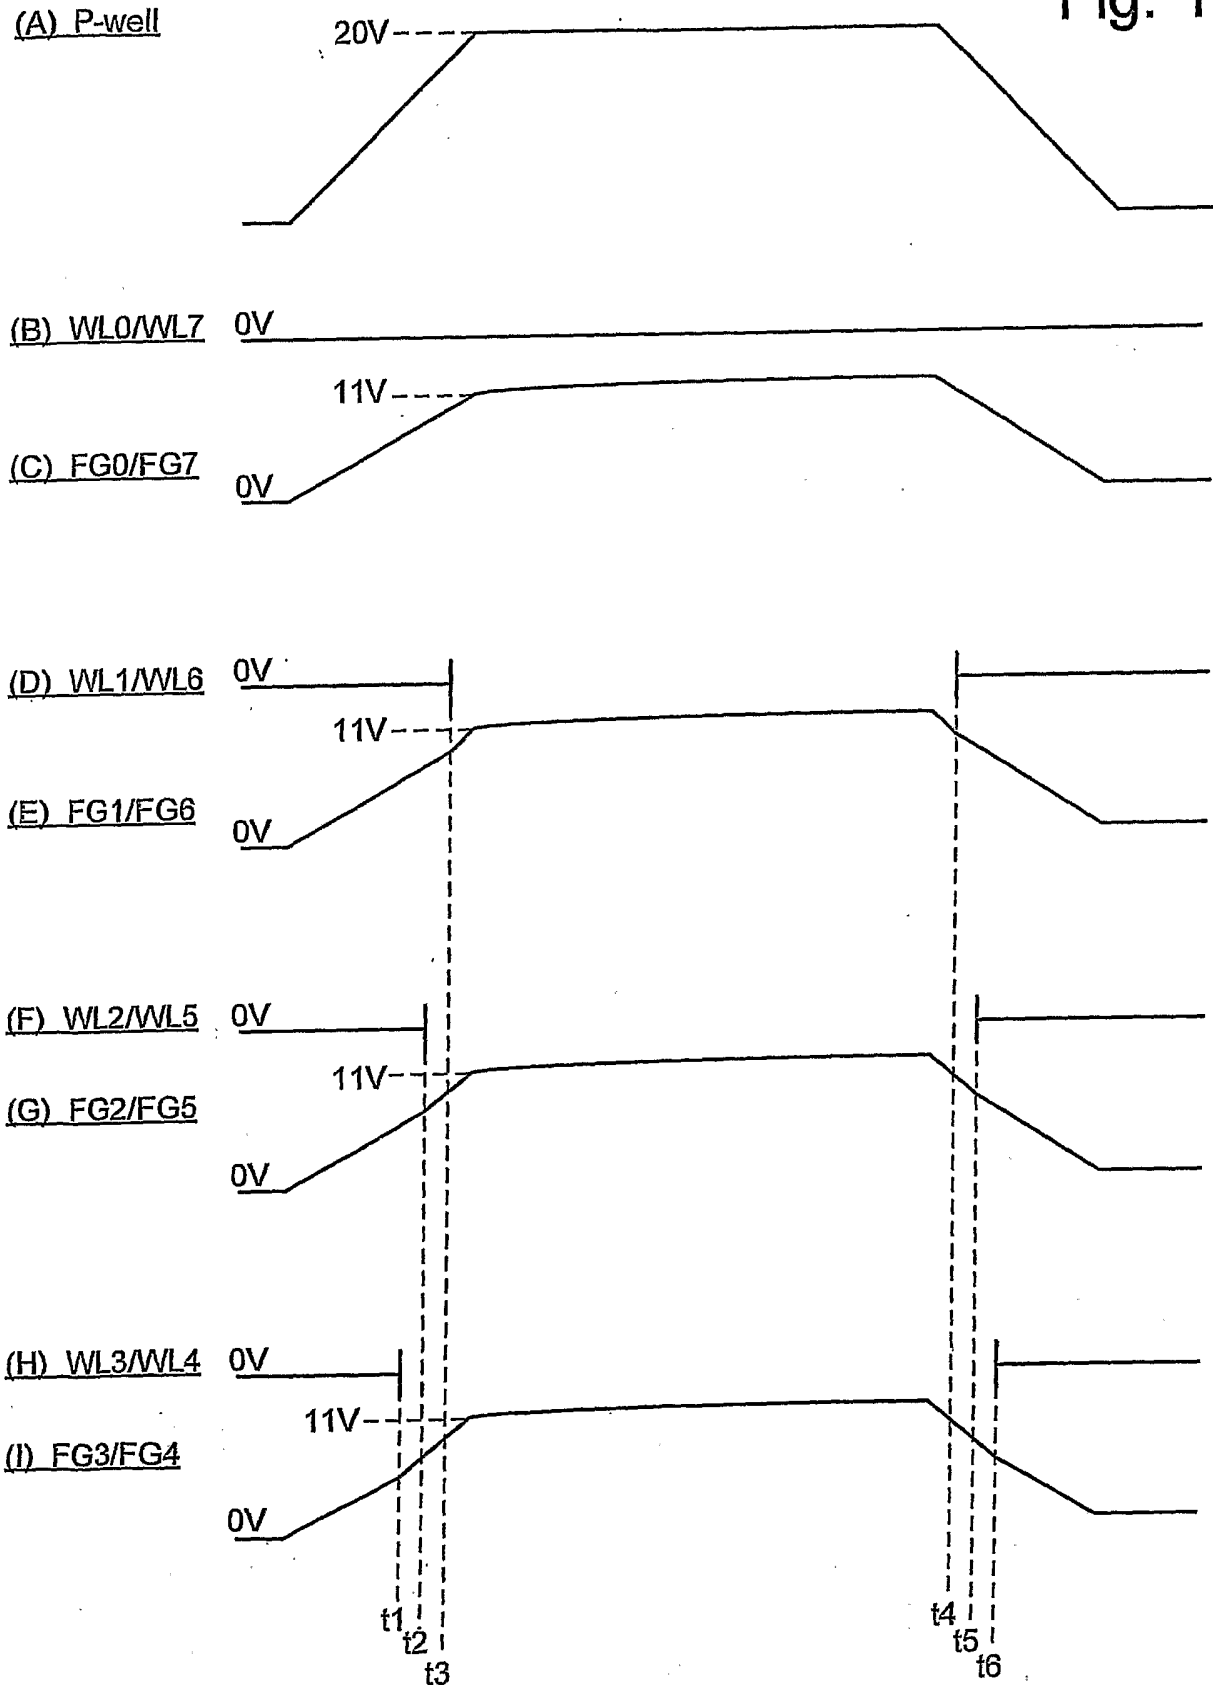 Fig. 1
(A) P-well
20V
(B) WL0/WL7 0V
11V
(C) FG0/FG7
0V
(D) WL1/WL6 0V
11V
(E) FG1/FG6
0V
(F) WL2/WL5 0V
11V
(G) FG2/FG5
0V
(H) WL3/WL4 0V
11V
(I) FG3/FG4
0V
t1
t2
t3
t4
t5
t6